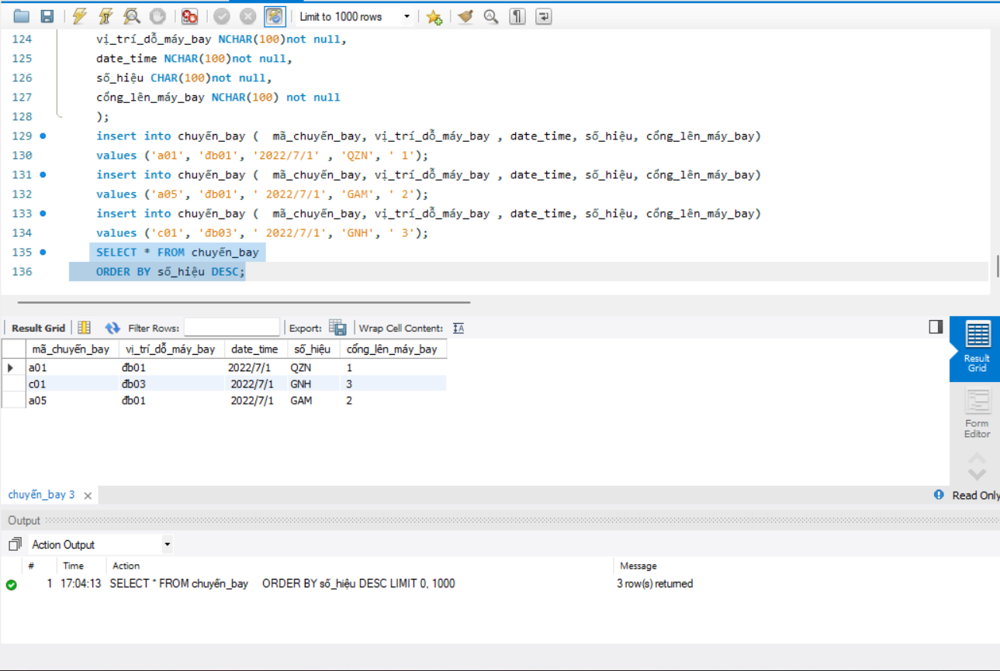 Limit to 1000 rows
124 vị_trí_dỗ_máy_bay NCHAR(100)not null,
125 date_time NCHAR(100)not null,
126 số_hiệu CHAR(100)not null,
127 cổng_lên_máy_bay NCHAR(100) not null
128 );
129 insert into chuyến_bay (  mã_chuyến_bay, vị_trí_dỗ_máy_bay , date_time, số_hiệu, cổng_lên_máy_bay)
130 values ('a01', 'đb01', '2022/7/1' , 'QZN', ' 1');
131 insert into chuyến_bay (  mã_chuyến_bay, vị_trí_dỗ_máy_bay , date_time, số_hiệu, cổng_lên_máy_bay)
132 values ('a05', 'đb01', ' 2022/7/1', 'GAM', ' 2');
133 insert into chuyến_bay (  mã_chuyến_bay, vị_trí_dỗ_máy_bay , date_time, số_hiệu, cổng_lên_máy_bay)
134 values ('c01', 'đb03', ' 2022/7/1', 'GNH', ' 3');
135 SELECT * FROM chuyến_bay
136 ORDER BY số_hiệu DESC;
Result Grid Filter Rows: Export: Wrap Cell Content:
mã_chuyến_bay vị_trí_dỗ_máy_bay date_time số_hiệu cổng_lên_máy_bay
a01 đb01 2022/7/1 QZN 1
c01 đb03 2022/7/1 GNH 3
a05 đb01 2022/7/1 GAM 2
Result
Grid
Form
Editor
chuyến_bay 3 Read Only
Output
Action Output
# Time Action Message
1 17:04:13 SELECT * FROM chuyến_bay ORDER BY số_hiệu DESC LIMIT 0, 1000 3 row(s) returned